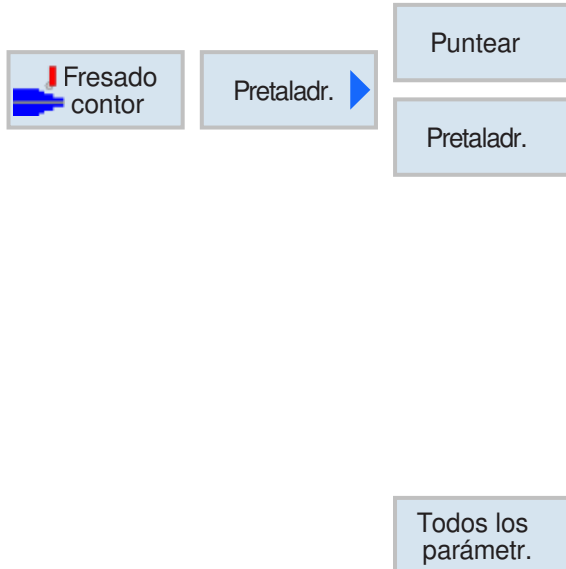 Puntear
Fresado
contor
Pretaladr.
Pretaladr.
Todos los
parámetr.